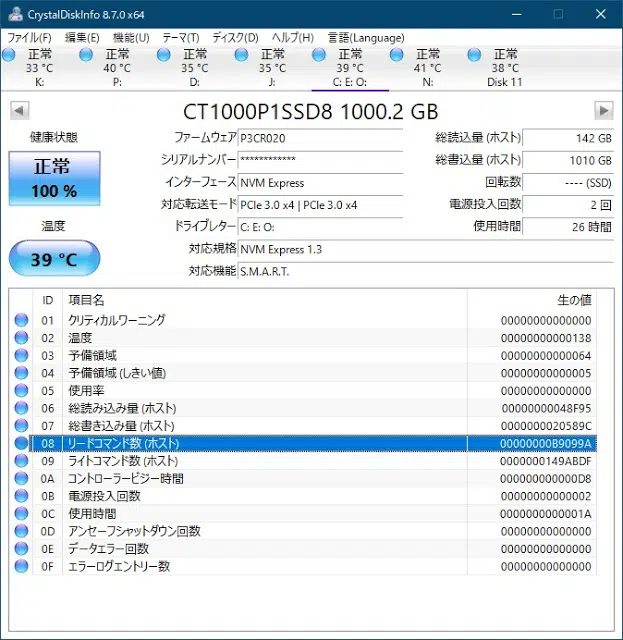 CrystalDiskInfo 8.7.0 x64
ファイル(F) 編集(E) 機能(U) テーマ(T) ディスク(D) ヘルプ(H) 言語(Language)
正常 正常 正常 正常 正常 正常 正常
33 °C 40 °C 35 °C 35 °C 39 °C 41 °C 38 °C
K: P: D: J: C: E: O: N: Disk 11
CT1000P1SSD8 1000.2 GB
健康状態
正常
100 %
温度
39 °C
ファームウェア P3CR020
シリアルナンバー ************
インターフェース NVM Express
対応転送モード PCIe 3.0 x4 | PCIe 3.0 x4
ドライブレター C: E: O:
対応規格 NVM Express 1.3
対応機能 S.M.A.R.T.
総読込量 (ホスト) 142 GB
総書込量 (ホスト) 1010 GB
回転数 ---- (SSD)
電源投入回数 2 回
使用時間 26 時間
ID 項目名 生の値
01 クリティカルワーニング 00000000000000
02 温度 00000000000138
03 予備領域 00000000000064
04 予備領域 (しきい値) 00000000000005
05 使用率 00000000000000
06 総読み込み量 (ホスト) 00000000048F95
07 総書き込み量 (ホスト) 0000000020589C
08 リードコマンド数 (ホスト) 00000000B9099A
09 ライトコマンド数 (ホスト) 0000000149ABDF
0A コントローラービジー時間 000000000000D8
0B 電源投入回数 00000000000002
0C 使用時間 0000000000001A
0D アンセーフシャットダウン回数 00000000000000
0E データエラー回数 00000000000000
0F エラーログエントリー数 00000000000000